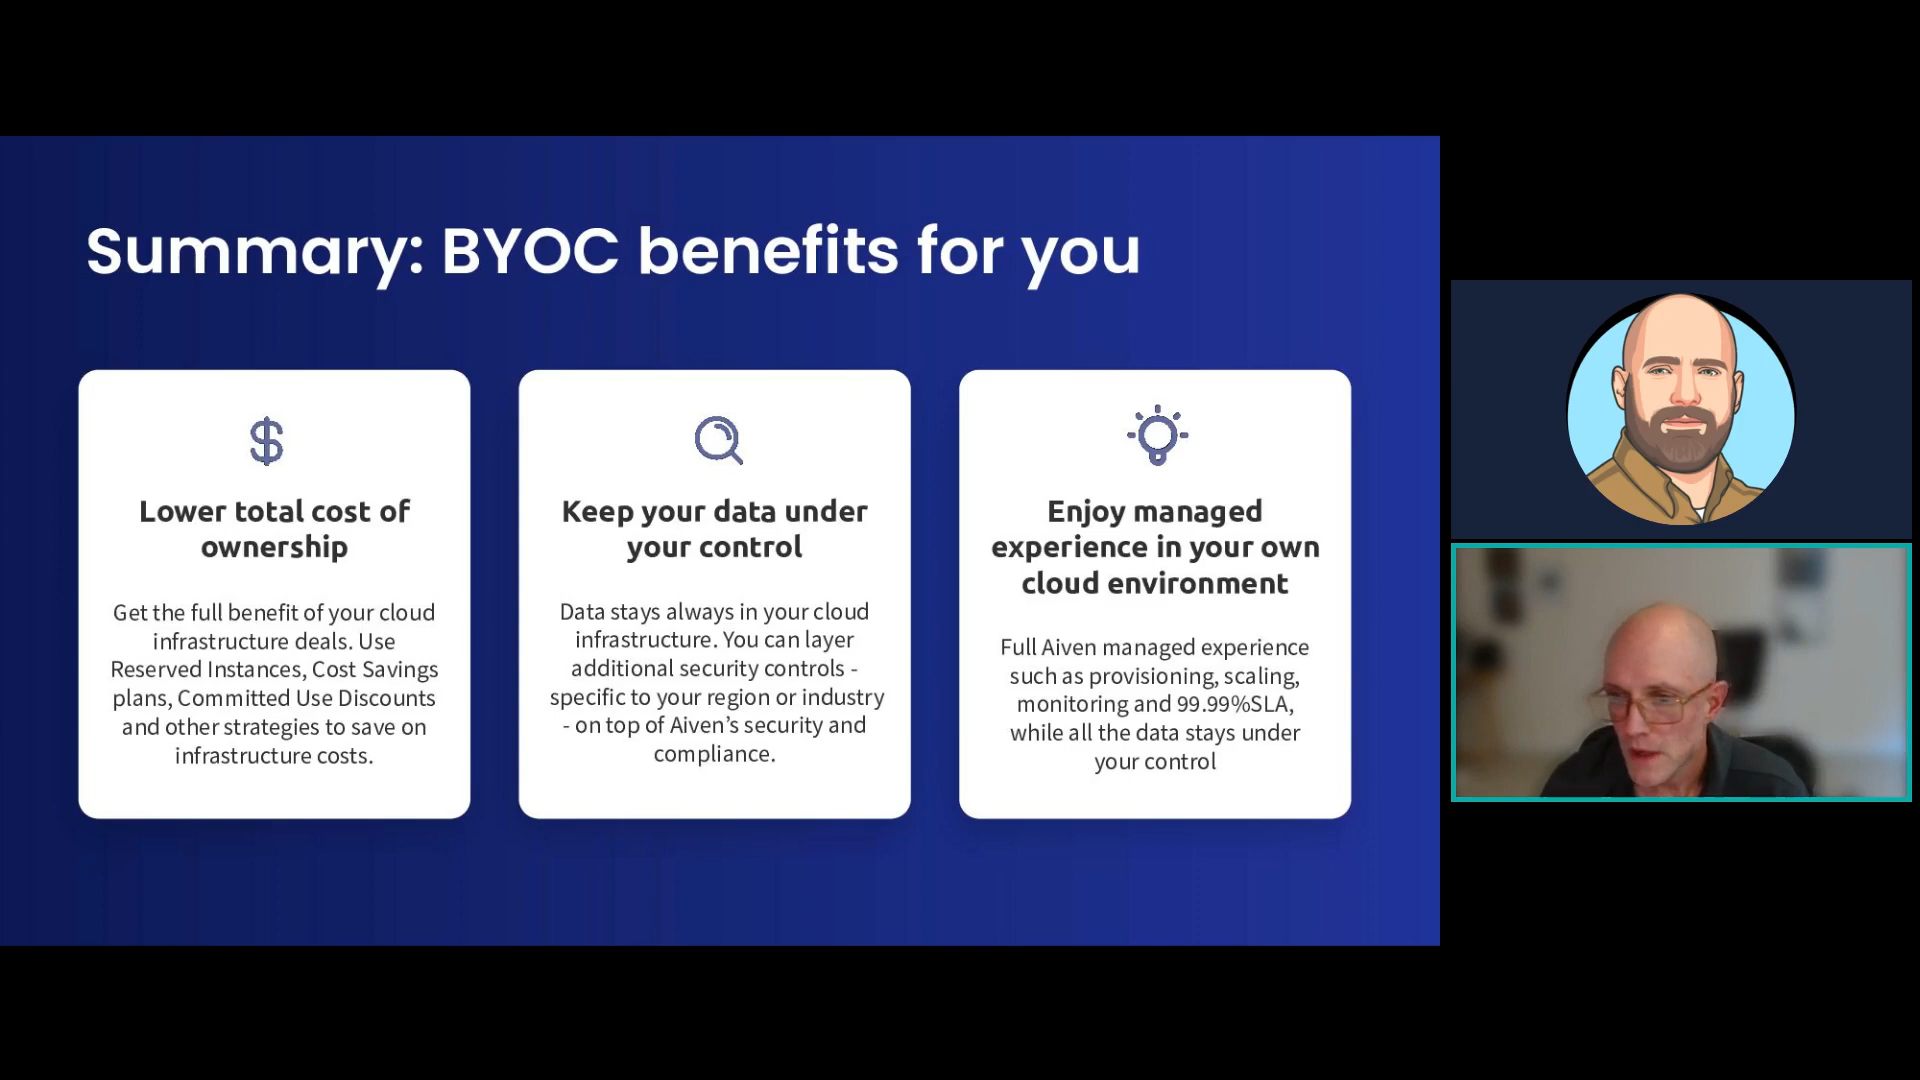 Summary: BYOC benefits for you
Lower total cost of
ownership
Get the full benefit of your cloud
infrastructure deals. Use
Reserved Instances, Cost Savings
plans, Committed Use Discounts
and other strategies to save on
infrastructure costs.
Keep your data under
your control
Data stays always in your cloud
infrastructure. You can layer
additional security controls -
specific to your region or industry
- on top of Aiven’s security and
compliance.
Enjoy managed
experience in your own
cloud environment
Full Aiven managed experience
such as provisioning, scaling,
monitoring and 99.99%SLA,
while all the data stays under
your control